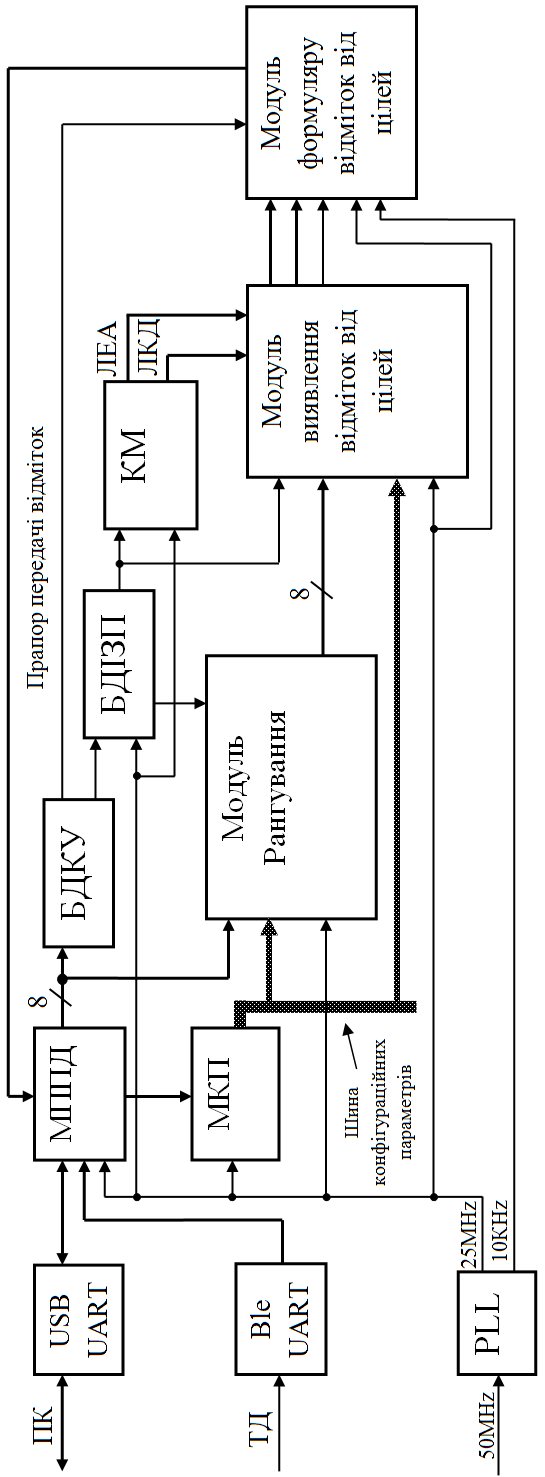 ПК
USB
UART
ТД
Ble
UART
50MHz
PLL
25MHz
10KHz
МППД
МКП
8
Шина
конфігураційних
параметрів
БДКУ
Прапор передачі відміток
БДІЗП
Модуль
Рангування
8
КМ
ЛЕА
ЛКД
Модуль
виявлення
відміток від
цілей
Модуль
формуляру
відміток від
цілей